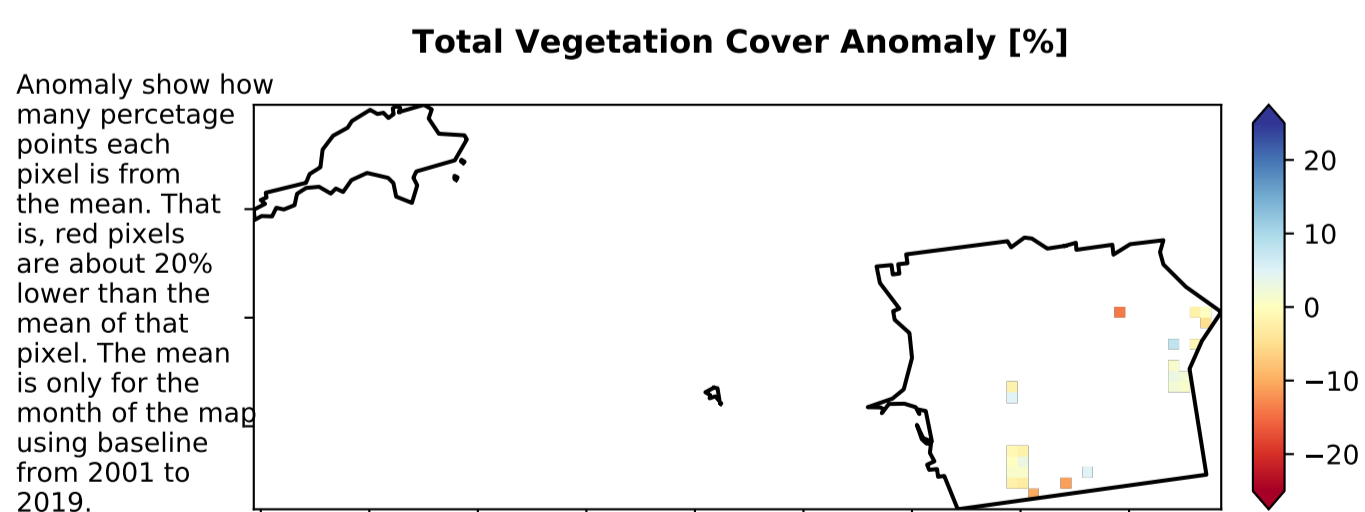 Total Vegetation Cover Anomaly [%]
Anomaly show how
many percetage
points each
pixel is from
the mean. That
is, red pixels
are about 20%
lower than the
mean of that
pixel. The mean
is only for the
month of the map
using baseline
from 2001 to
2019.
20
10
0
−10
−20